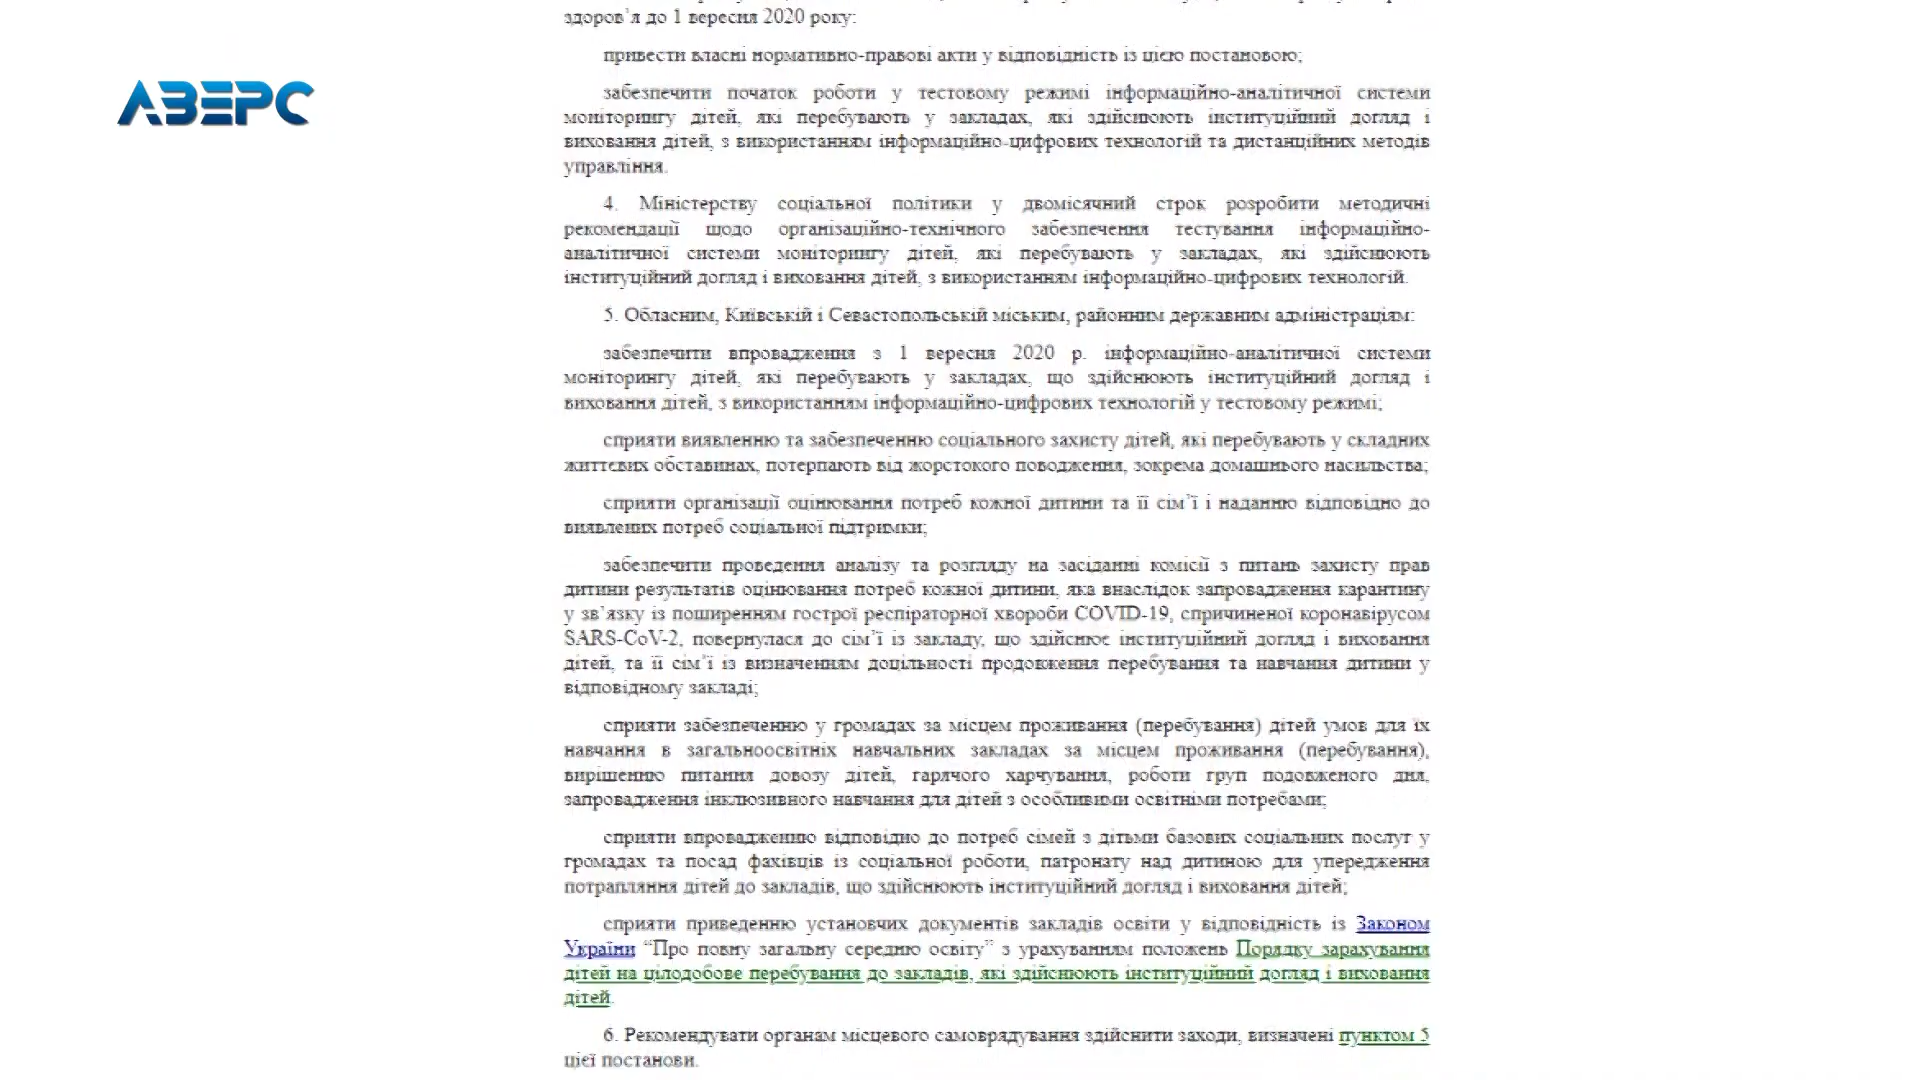 здоров’я до 1 вересня 2020 року:
АВЕРС
привести власні нормативно-правові акти у відповідність із цією постановою;
забезпечити початок роботи у тестовому режимі інформаційно-аналітичної системи
моніторингу дітей, які перебувають у закладах, які здійснюють інституційний догляд і
виховання дітей, з використанням інформаційно-цифрових технологій та дистанційних методів
управління.
4. Міністерству соціальної політики у двомісячний строк розробити методичні
рекомендації щодо організаційно-технічного забезпечення тестування інформаційно-
аналітичної системи моніторингу дітей, які перебувають у закладах, які здійснюють
інституційний догляд і виховання дітей, з використанням інформаційно-цифрових технологій.
5. Обласним, Київській і Севастопольській міським, районним державним адміністраціям:
забезпечити впровадження з 1 вересня 2020 р. інформаційно-аналітичної системи
моніторингу дітей, які перебувають у закладах, що здійснюють інституційний догляд і
виховання дітей, з використанням інформаційно-цифрових технологій у тестовому режимі;
сприяти виявленню та забезпеченню соціального захисту дітей, які перебувають у складних
життєвих обставинах, потерпають від жорстокого поводження, зокрема домашнього насильства;
сприяти організації оцінювання потреб кожної дитини та її сім’ї і наданню відповідно до
виявлених потреб соціальної підтримки;
забезпечити проведення аналізу та розгляду на засіданні комісії з питань захисту прав
дитини результатів оцінювання потреб кожної дитини, яка внаслідок запровадження карантину
у зв’язку із поширенням гострої респіраторної хвороби COVID-19, спричиненої коронавірусом
SARS-CoV-2, повернулася до сім’ї із закладу, що здійснює інституційний догляд і виховання
дітей, та її сім’ї із визначенням доцільності продовження перебування та навчання дитини у
відповідному закладі;
сприяти забезпеченню у громадах за місцем проживання (перебування) дітей умов для їх
навчання в загальноосвітніх навчальних закладах за місцем проживання (перебування),
вирішенню питання довозу дітей, гарячого харчування, роботи груп подовженого дня,
запровадження інклюзивного навчання для дітей з особливими освітніми потребами;
сприяти впровадженню відповідно до потреб сімей з дітьми базових соціальних послуг у
громадах та посад фахівців із соціальної роботи, патронату над дитиною для упередження
потрапляння дітей до закладів, що здійснюють інституційний догляд і виховання дітей;
сприяти приведенню установчих документів закладів освіти у відповідність із Законом
України “Про повну загальну середню освіту” з урахуванням положень Порядку зарахування
дітей на цілодобове перебування до закладів, які здійснюють інституційний догляд і виховання
дітей.
6. Рекомендувати органам місцевого самоврядування здійснити заходи, визначені пунктом 5
цієї постанови.